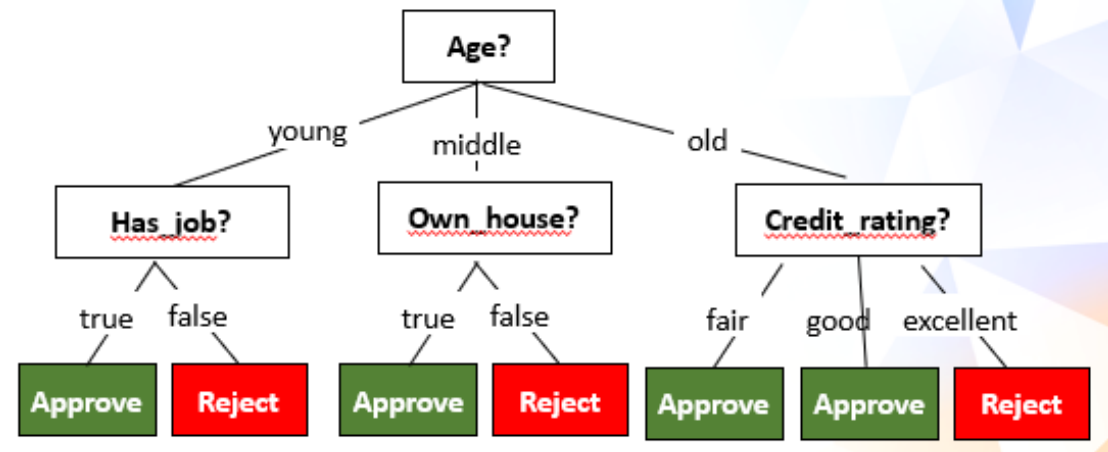 Age?
young
middle
old
Has_job?
Own_house?
Credit_rating?
true
false
true
false
fair
good
excellent
Approve
Reject
Approve
Reject
Approve
Approve
Reject